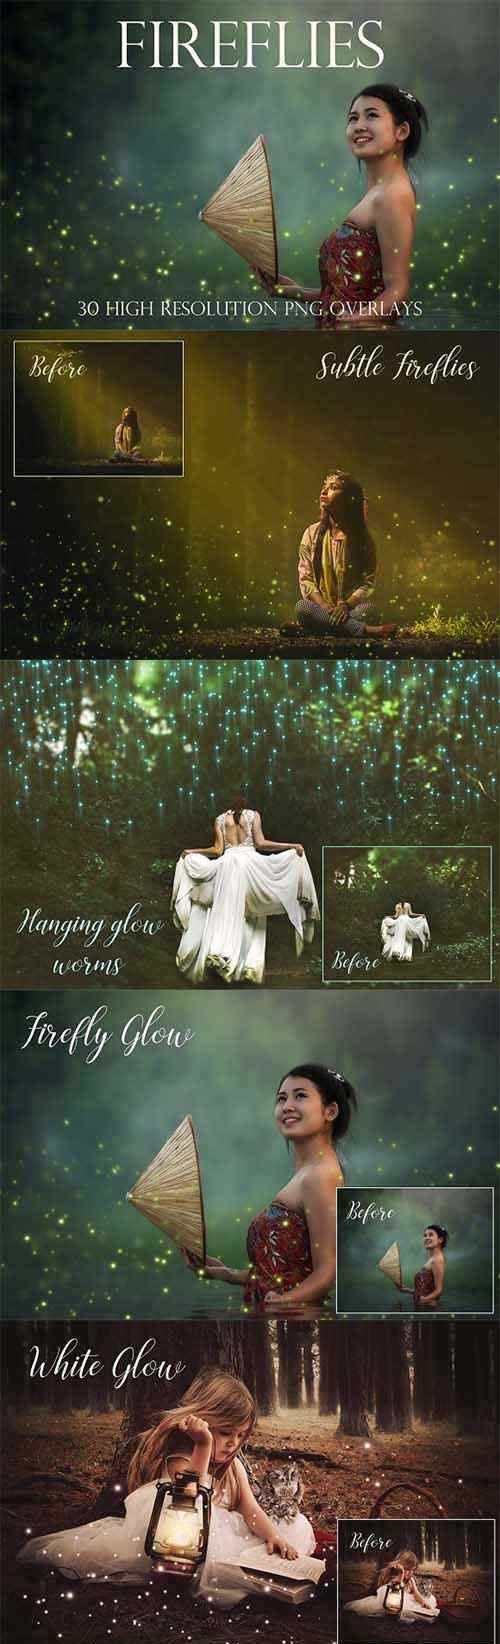 FIREFLIES
30 HIGH RESOLUTION PNG OVERLAYS
Before
Subtle Fireflies
Hanging glow
worms
Before
Firefly Glow
Before
White Glow
Before